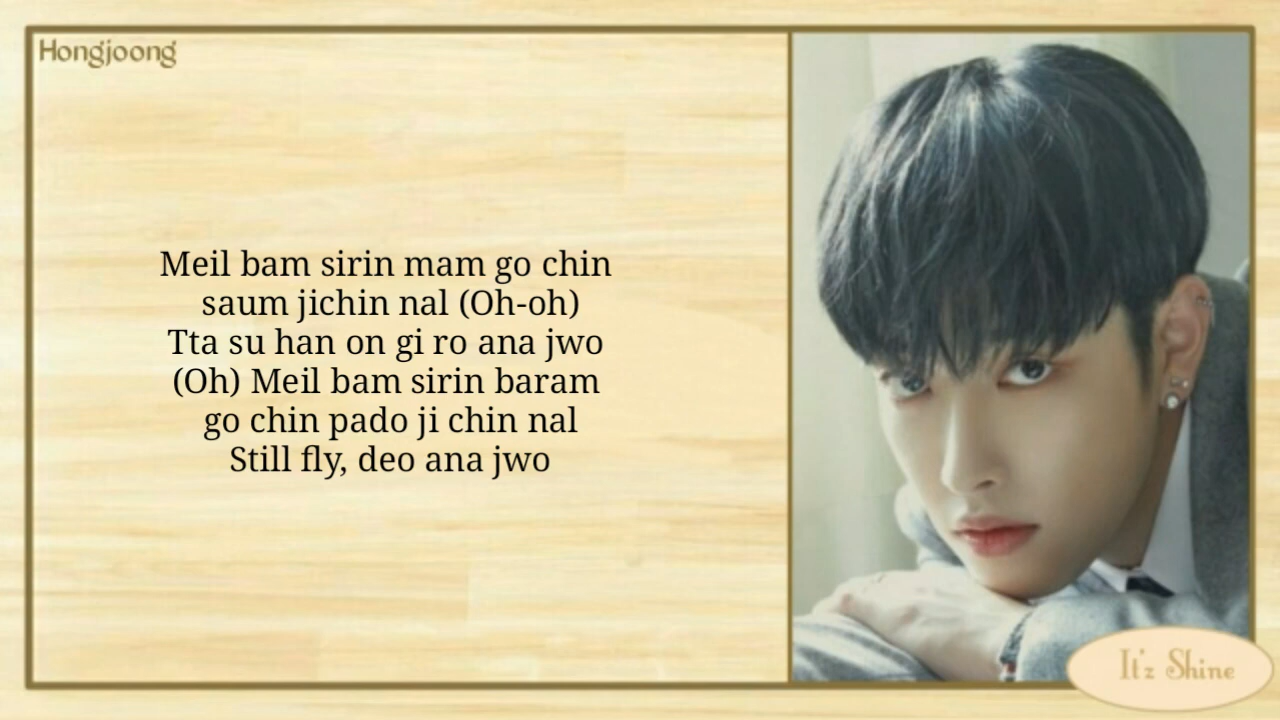 Hongjoong
Meil bam sirin mam go chin
saum jichin nal (Oh-oh)
Tta su han on gi ro ana jwo
(Oh) Meil bam sirin baram
go chin pado ji chin nal
Still fly, deo ana jwo
It'z Shine